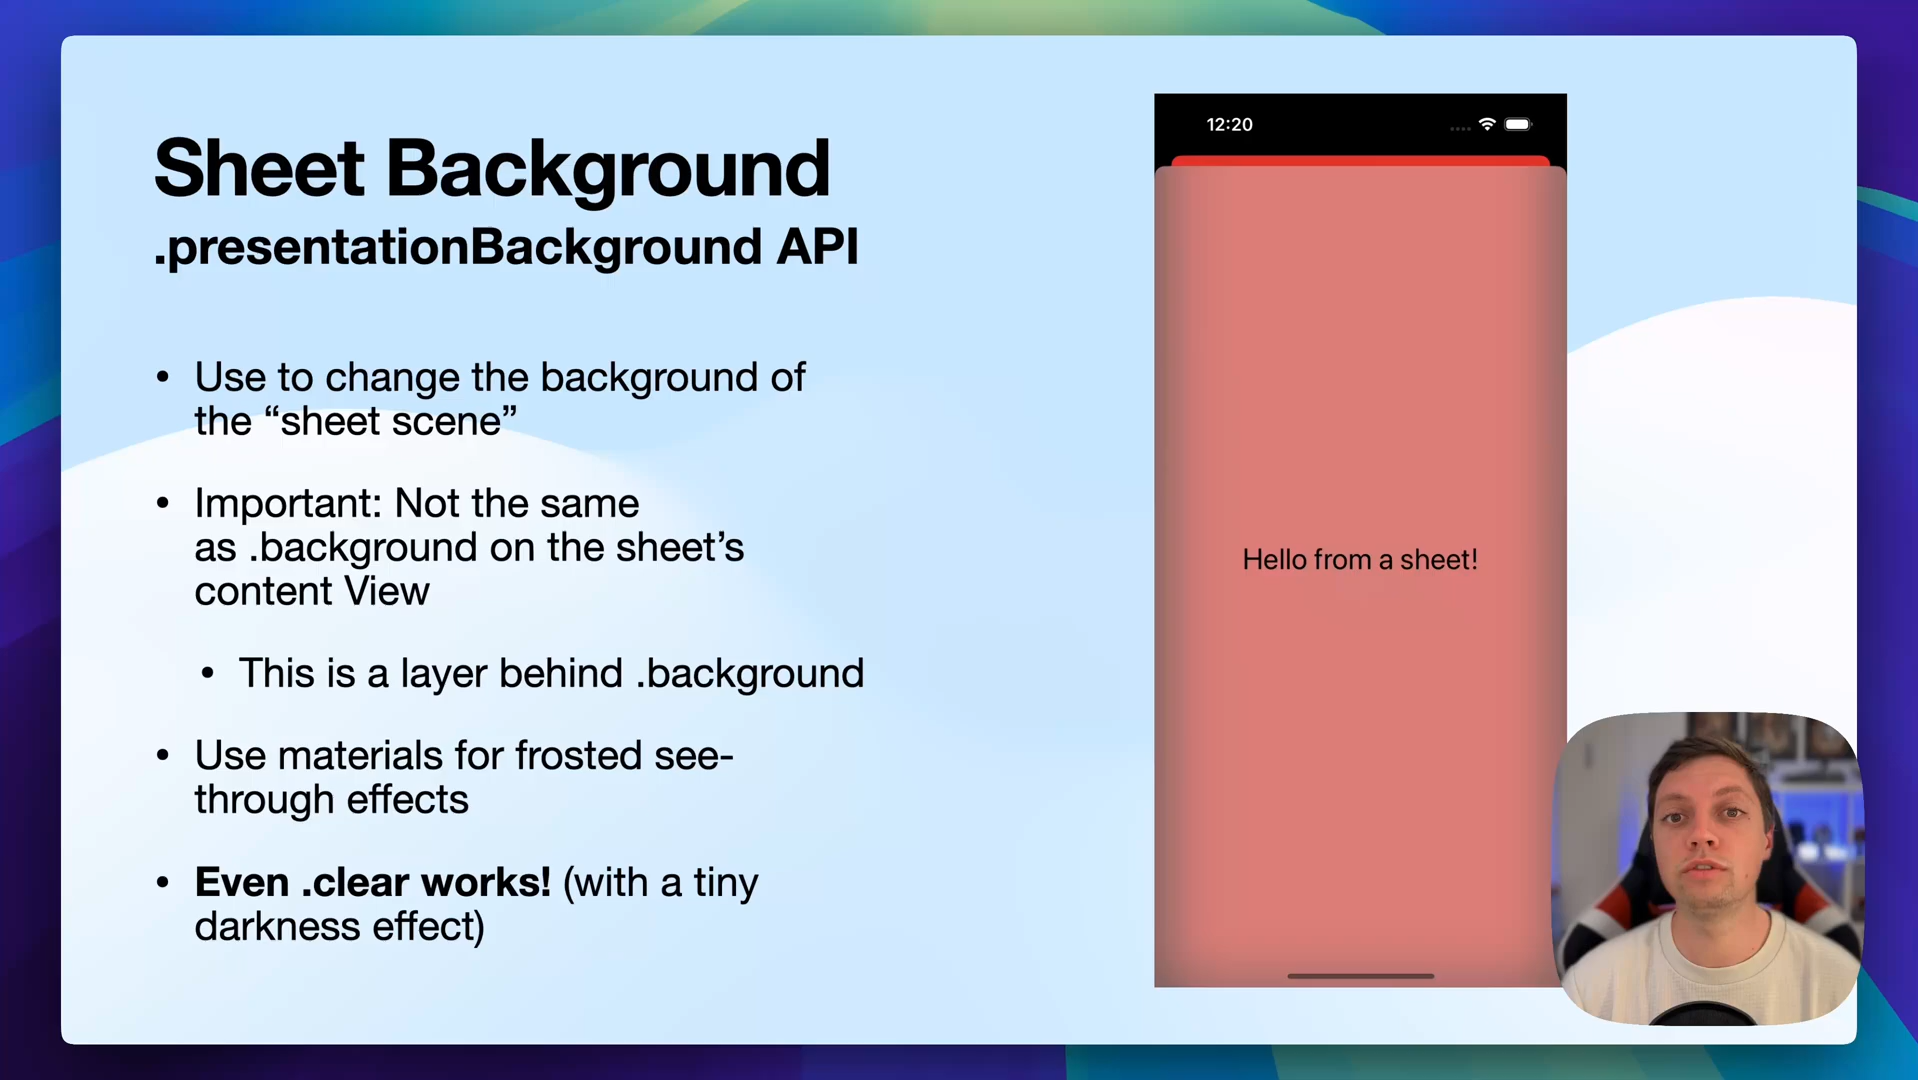 Sheet Background
.presentationBackground API
• Use to change the background of
the “sheet scene”
• Important: Not the same
as .background on the sheet’s
content View
• This is a layer behind .background
• Use materials for frosted see-
through effects
• Even .clear works! (with a tiny
darkness effect)
12:20
Hello from a sheet!